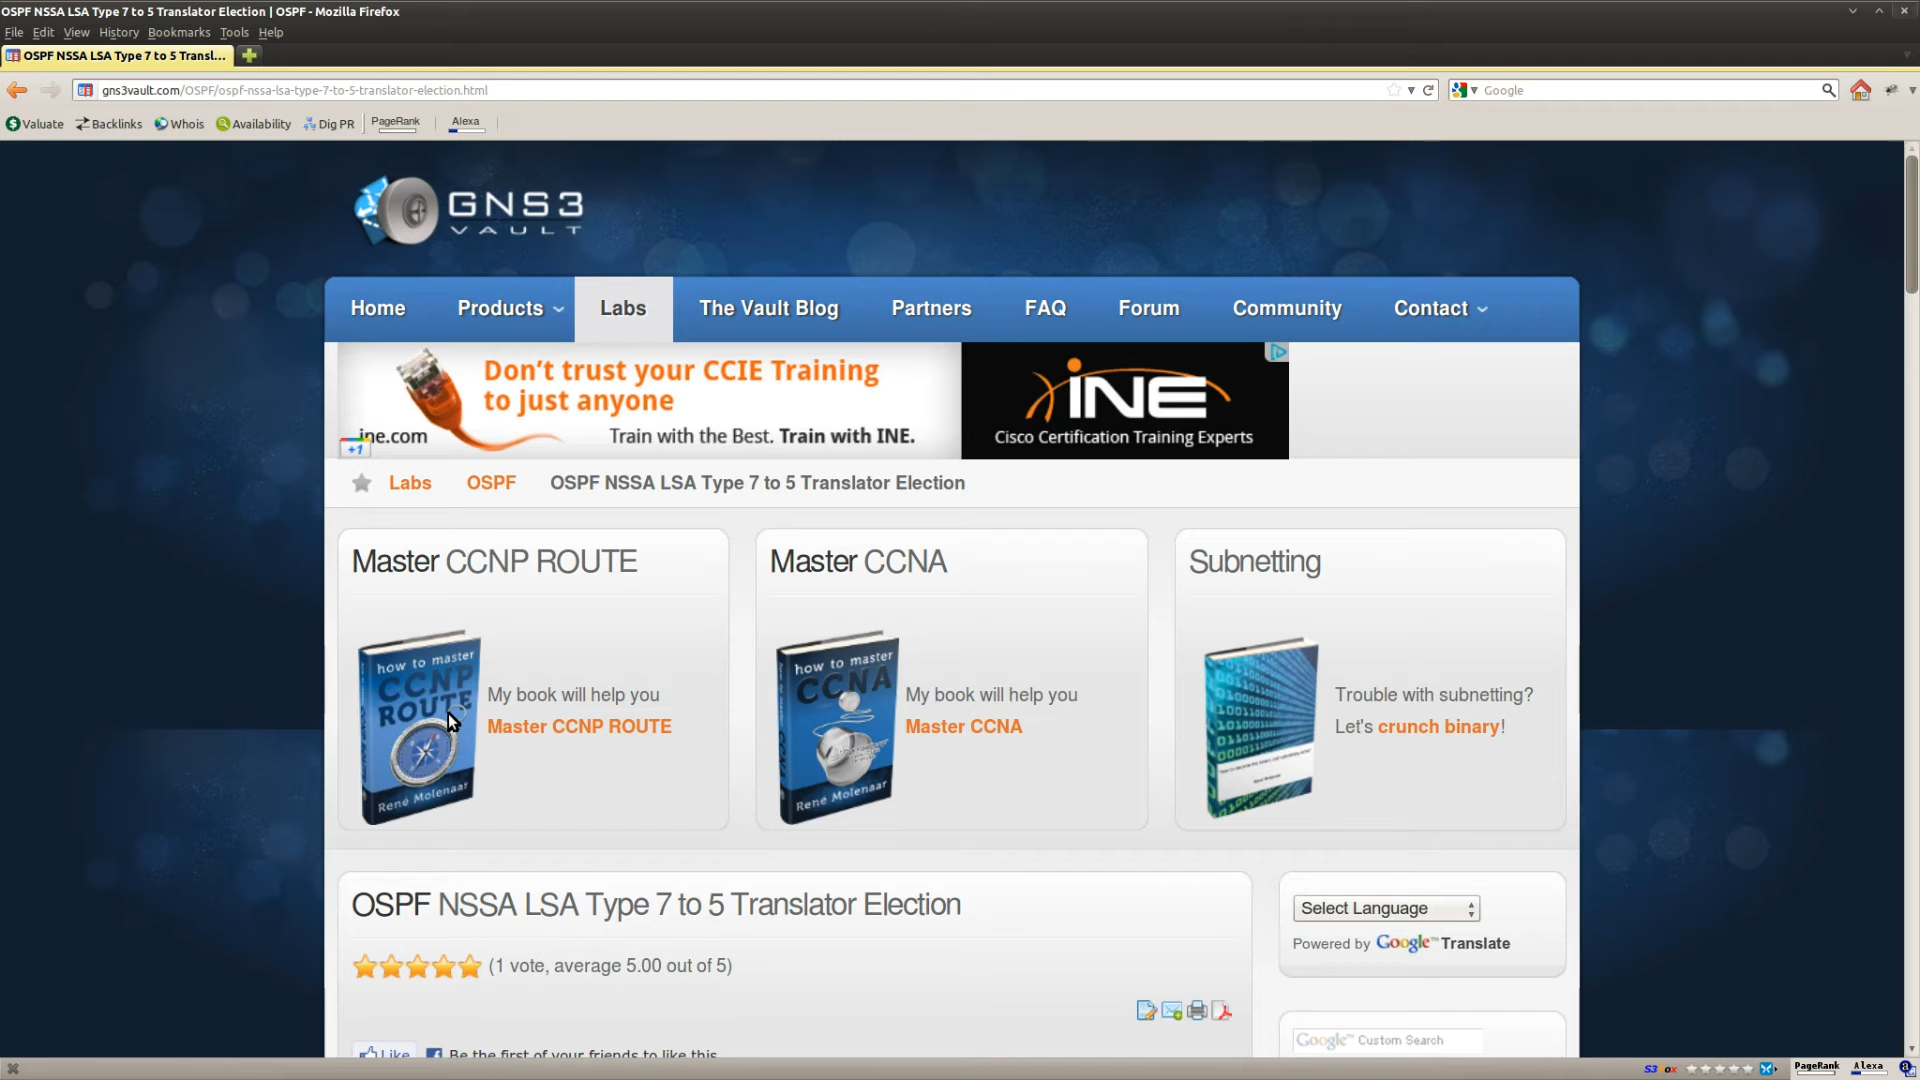 OSPF NSSA LSA Type 7 to 5 Translator Election | OSPF - Mozilla Firefox
File Edit View History Bookmarks Tools Help
OSPF NSSA LSA Type 7 to 5 Transl...
gns3vault.com/OSPF/ospf-nssa-lsa-type-7-to-5-translator-election.html
Google
Valuate Backlinks Whois Availability Dig PR PageRank Alexa
GNS3
VAULT
Home Products Labs The Vault Blog Partners FAQ Forum Community Contact
Don't trust your CCIE Training
to just anyone
ine.com
Train with the Best. Train with INE.
+1
iNE
Cisco Certification Training Experts
Labs OSPF OSPF NSSA LSA Type 7 to 5 Translator Election
Master CCNP ROUTE
how to master
CCNP
ROUTE
René Molenaar
My book will help you
Master CCNP ROUTE
Master CCNA
how to master
CCNA
René Molenaar
My book will help you
Master CCNA
Subnetting
Trouble with subnetting?
Let's crunch binary!
OSPF NSSA LSA Type 7 to 5 Translator Election
(1 vote, average 5.00 out of 5)
Like
Be the first of your friends to like this.
Select Language
Powered by Google™ Translate
Google™ Custom Search
S3 PageRank Alexa